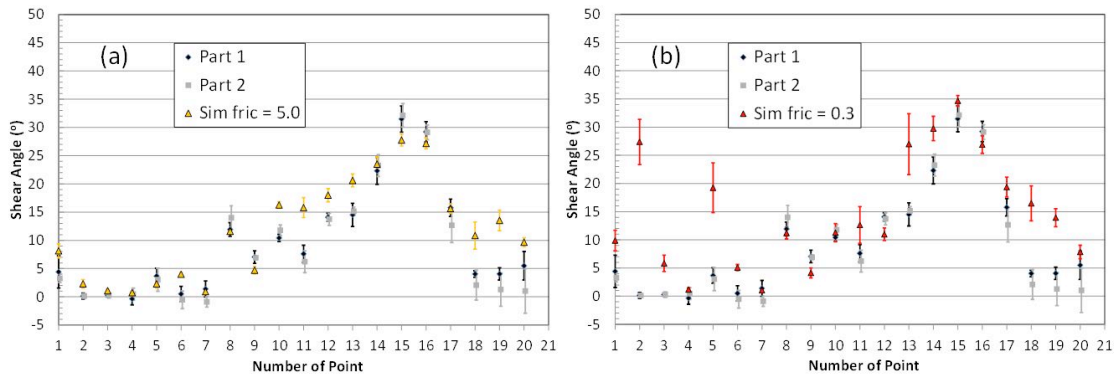 (a)
Part 1
Part 2
Sim fric = 5.0
Shear Angle (°)
50
45
40
35
30
25
20
15
10
5
0
-5
1 2 3 4 5 6 7 8 9 10 11 12 13 14 15 16 17 18 19 20 21
Number of Point
(b)
Part 1
Part 2
Sim fric = 0.3
Shear Angle (°)
50
45
40
35
30
25
20
15
10
5
0
-5
1 2 3 4 5 6 7 8 9 10 11 12 13 14 15 16 17 18 19 20 21
Number of Point